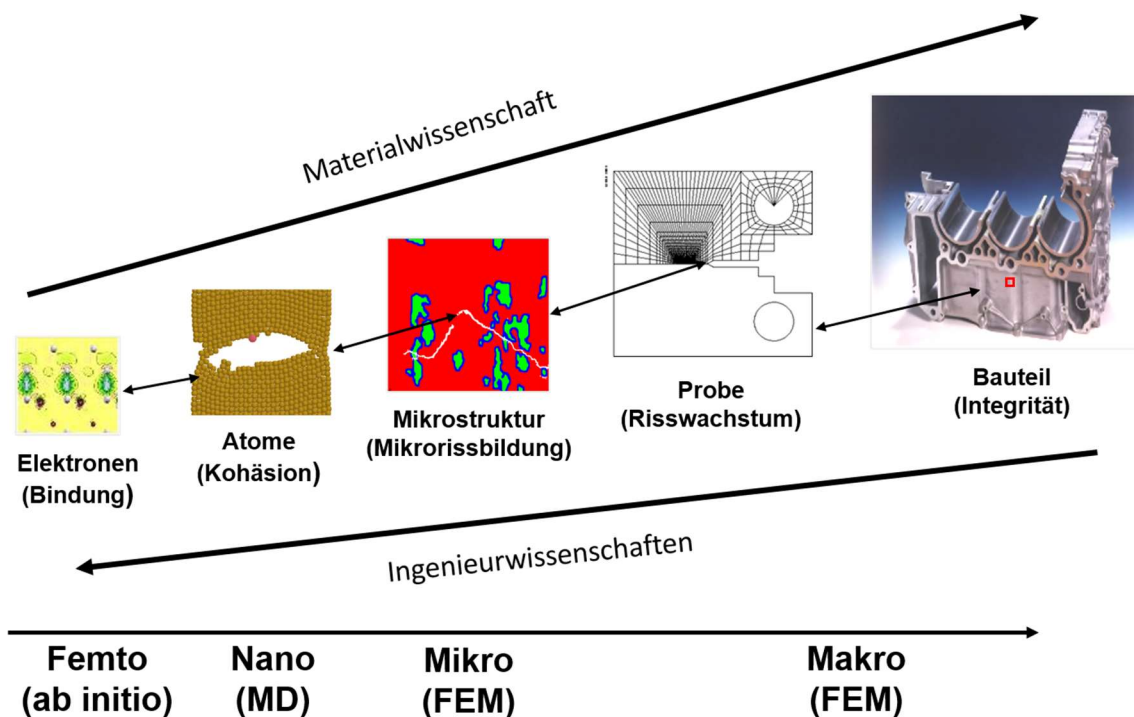 Materialwissenschaft
Elektronen
(Bindung)
Atome
(Kohäsion)
Mikrostruktur
(Mikrorissbildung)
Probe
(Risswachstum)
Bauteil
(Integrität)
Ingenieurwissenschaften
Femto
(ab initio)
Nano
(MD)
Mikro
(FEM)
Makro
(FEM)